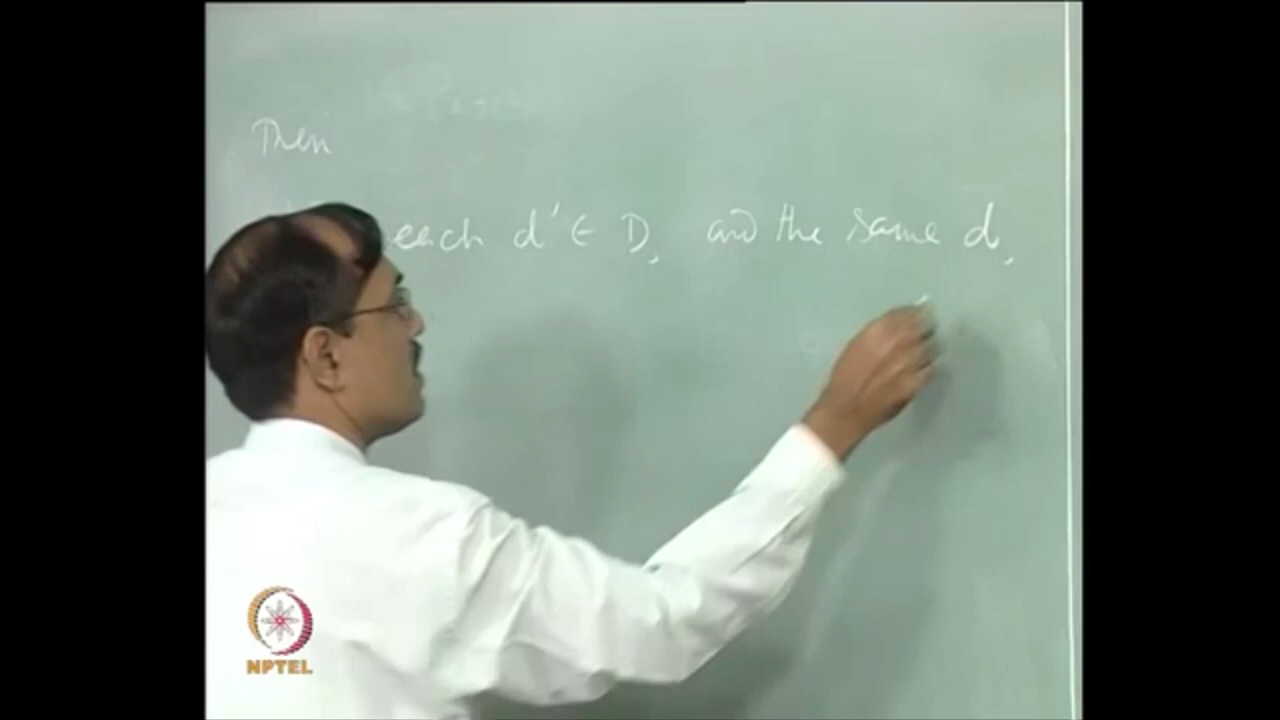 Then
each d' ∈ D, and the same d,
NPTEL